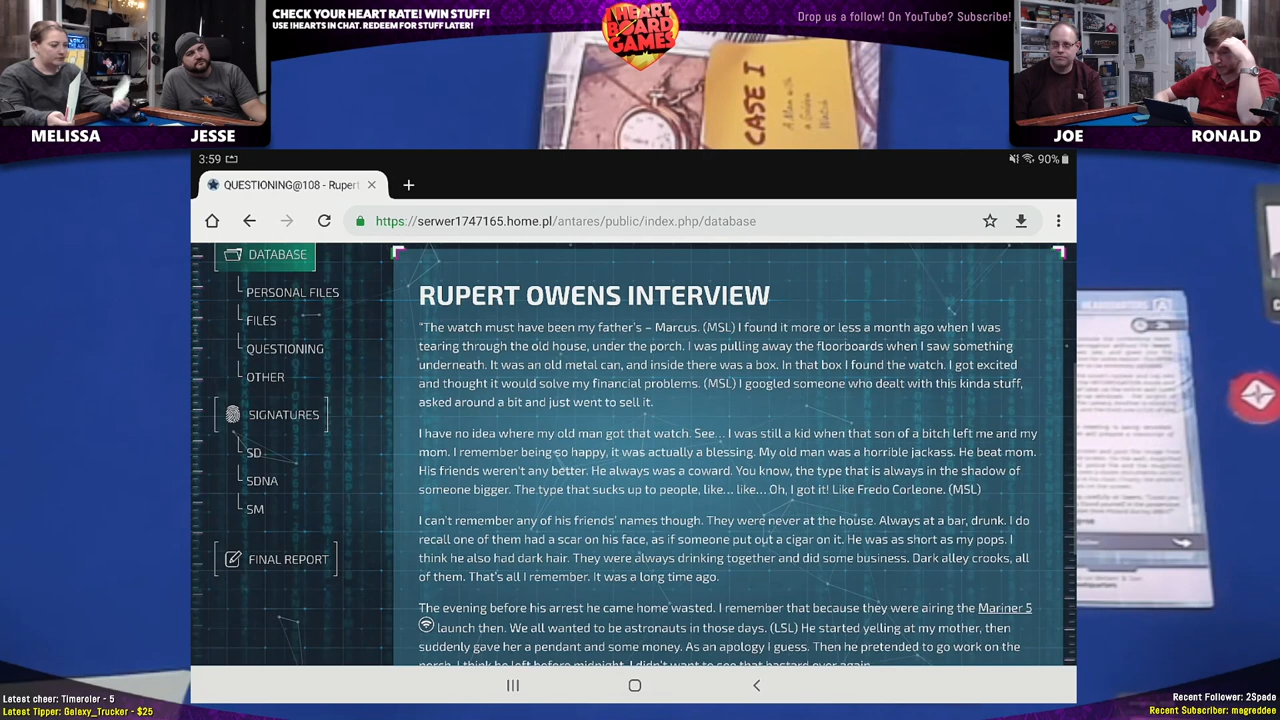 CHECK YOUR HEART RATE! WIN STUFF!
USE !HEARTS IN CHAT. REDEEM FOR STUFF LATER!
I HEART
BOARD
GAMES
Drop us a follow! On YouTube? Subscribe!
MELISSA JESSE
CASE I
JOE RONALD
3:59 90%
QUESTIONING@108 - Rupert
https://serwer1747165.home.pl/antares/public/index.php/database
DATABASE
PERSONAL FILES
FILES
QUESTIONING
OTHER
SIGNATURES
SD
SDNA
SM
FINAL REPORT
RUPERT OWENS INTERVIEW
"The watch must have been my father's – Marcus. (MSL) I found it more or less a month ago when I was
tearing through the old house, under the porch. I was pulling away the floorboards when I saw something
underneath. It was an old metal can, and inside there was a box. In that box I found the watch. I got excited
and thought it would solve my financial problems. (MSL) I googled someone who dealt with this kinda stuff,
asked around a bit and just went to sell it.
I have no idea where my old man got that watch. See... I was still a kid when that son of a bitch left me and my
mom. I remember being so happy, it was actually a blessing. My old man was a horrible jackass. He beat mom.
His friends weren't any better. He always was a coward. You know, the type that is always in the shadow of
someone bigger. The type that sucks up to people, like... like... Oh, I got it! Like Fredo Corleone. (MSL)
I can't remember any of his friends' names though. They were never at the house. Always at a bar, drunk. I do
recall one of them had a scar on his face, as if someone put out a cigar on it. He was as short as my pops. I
think he also had dark hair. They were always drinking together and did some business. Dark alley crooks, all
of them. That's all I remember. It was a long time ago.
The evening before his arrest he came home wasted. I remember that because they were airing the Mariner 5
launch then. We all wanted to be astronauts in those days. (LSL) He started yelling at my mother, then
suddenly gave her a pendant and some money. As an apology I guess. Then he pretended to go work on the
porch. I think he left before midnight. I didn't want to see that bastard ever again.
HEADQUARTERS
Latest cheer: Timeroler - 5
Latest Tipper: Galaxy_Trucker - $25
Recent Follower: 2Spede
Recent Subscriber: magreddee